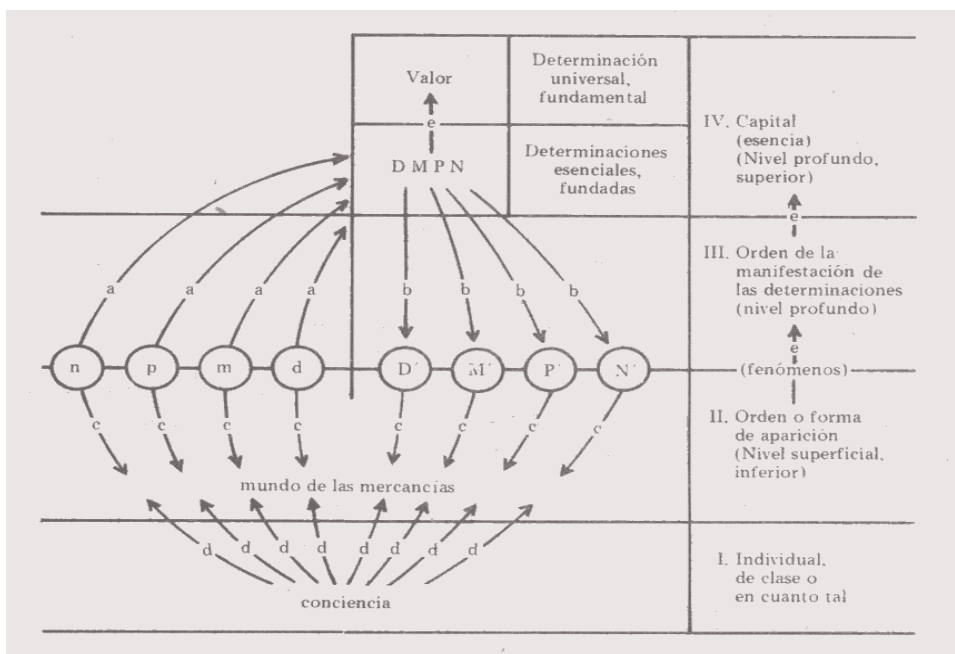 Valor
e
D M P N
Determinación
universal,
fundamental
Determinaciones
esenciales,
fundadas
IV. Capital
(esencia)
(Nivel profundo,
superior)
e
III. Orden de la
manifestación de
las determinaciones
(nivel profundo)
e
(fenómenos)
II. Orden o forma
de aparición
(Nivel superficial,
inferior)
a a a a b b b b
n p m d D' M' P' N'
c c c c c c c c
mundo de las mercancías
d d d d d d d d
conciencia
I. Individual,
de clase o
en cuanto tal